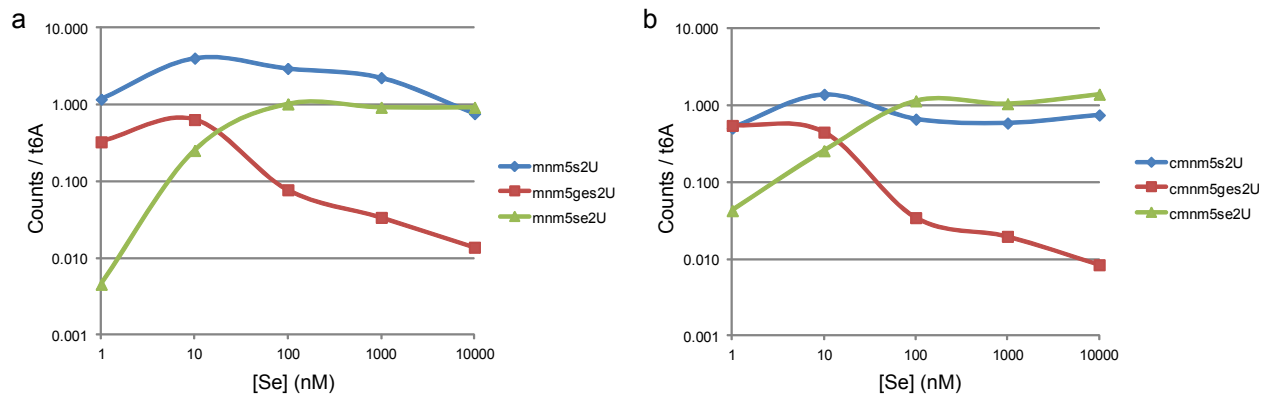 a
10.000
1.000
0.100
0.010
0.001
Counts / t6A
1 10 100 1000 10000
[Se] (nM)
mnm5s2U
mnm5ges2U
mnm5se2U
b
10.000
1.000
0.100
0.010
0.001
Counts / t6A
1 10 100 1000 10000
[Se] (nM)
cmnm5s2U
cmnm5ges2U
cmnm5se2U